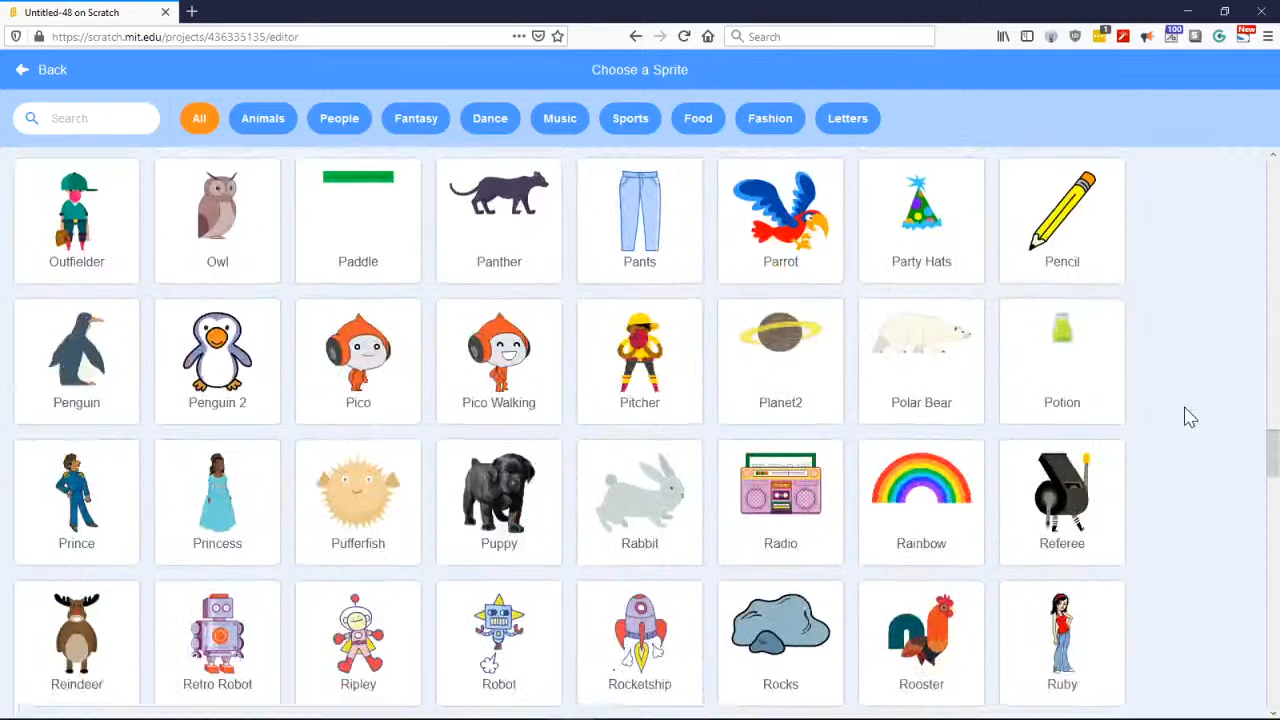 Untitled-48 on Scratch
https://scratch.mit.edu/projects/436335135/editor
Search
1
100
New
Back
Choose a Sprite
Search
All
Animals
People
Fantasy
Dance
Music
Sports
Food
Fashion
Letters
Outfielder
Owl
Paddle
Panther
Pants
Parrot
Party Hats
Pencil
Penguin
Penguin 2
Pico
Pico Walking
Pitcher
Planet2
Polar Bear
Potion
Prince
Princess
Pufferfish
Puppy
Rabbit
Radio
Rainbow
Referee
Reindeer
Retro Robot
Ripley
Robot
Rocketship
Rocks
Rooster
Ruby